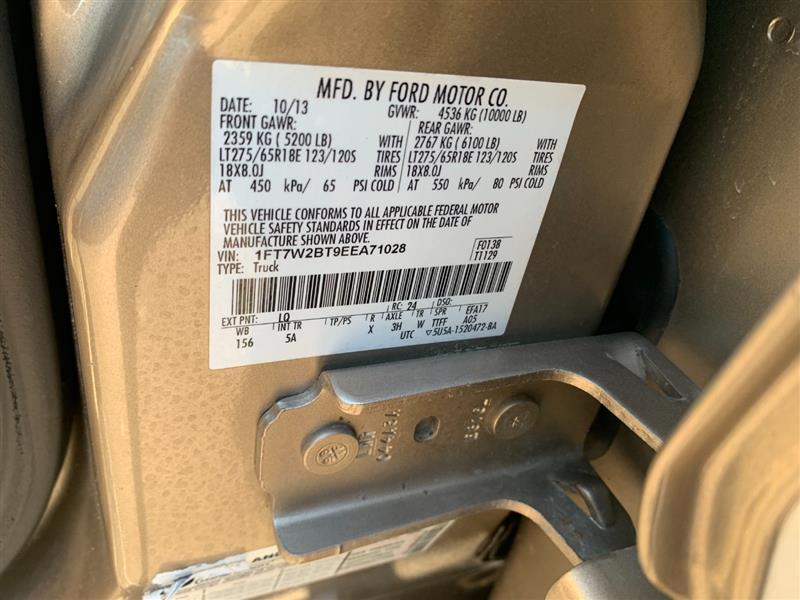 MFD. BY FORD MOTOR CO.
DATE: 10/13 GVWR: 4536 KG (10000 LB)
FRONT GAWR: REAR GAWR:
2359 KG ( 5200 LB) WITH 2767 KG ( 6100 LB) WITH
LT275/65R18E 123/120S TIRES LT275/65R18E 123/120S TIRES
18X8.0J RIMS 18X8.0J RIMS
AT 450 kPa/ 65 PSI COLD AT 550 kPa/ 80 PSI COLD
THIS VEHICLE CONFORMS TO ALL APPLICABLE FEDERAL MOTOR
VEHICLE SAFETY STANDARDS IN EFFECT ON THE DATE OF
MANUFACTURE SHOWN ABOVE.
VIN: 1FT7W2BT9EEA71028 F0138
TYPE: Truck T1129
EXT PNT: LQ RC: 24 DSO:
WB INT TR TP/PS R AXLE TR SPR EFA17
156 5A X 3H W TTFF A05
UTC ▽5U5A-1520472-BA